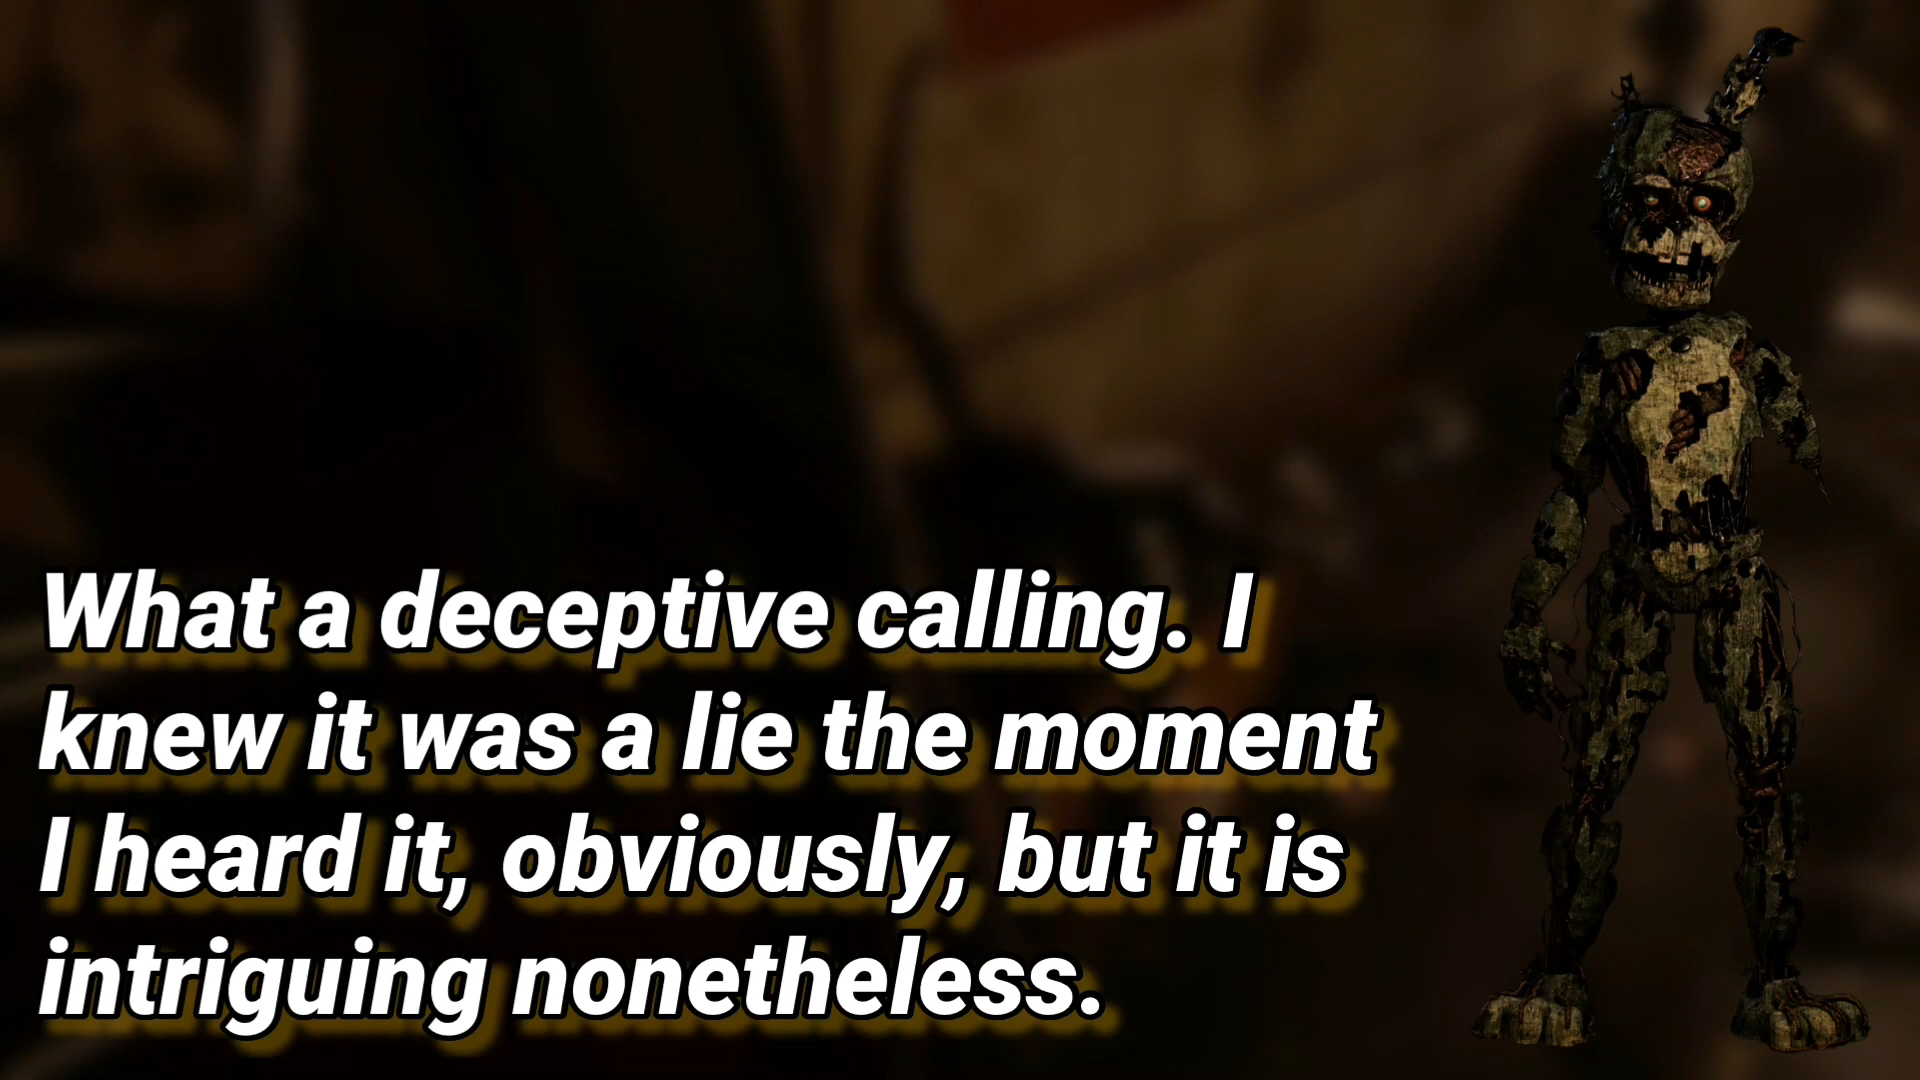 What a deceptive calling. I
knew it was a lie the moment
I heard it, obviously, but it is
intriguing nonetheless.